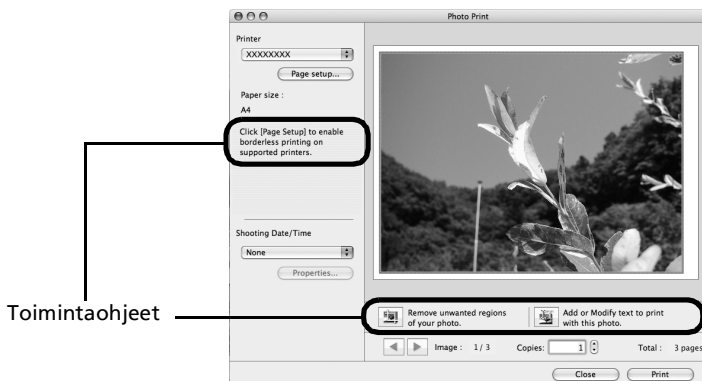 Photo Print
Printer
XXXXXXXX
Page setup...
Paper size :
A4
Click [Page Setup] to enable
borderless printing on
supported printers.
Shooting Date/Time
None
Properties...
Toimintaohjeet
Remove unwanted regions
of your photo.
Add or Modify text to print
with this photo.
Image : 1 / 3
Copies: 1
Total : 3 pages
Close
Print